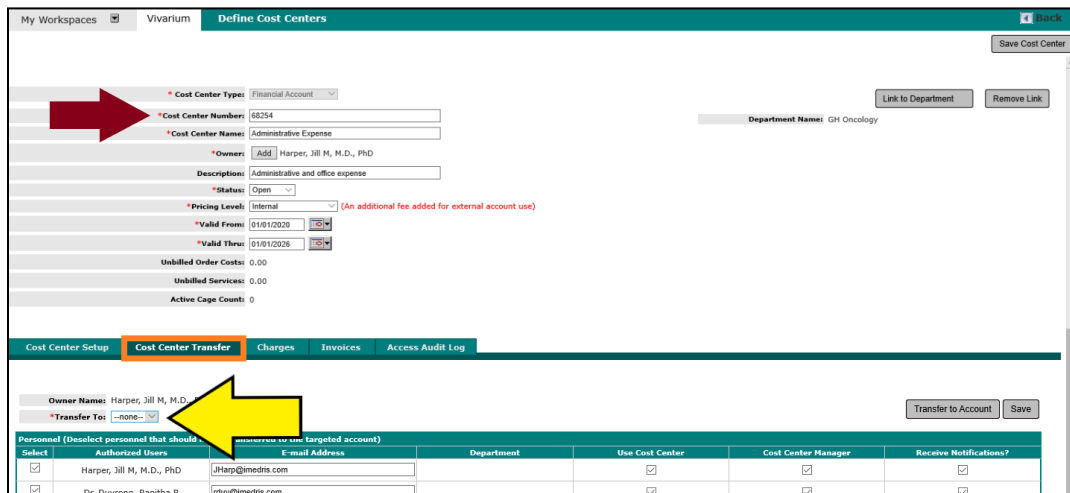 My Workspaces Vivarium Define Cost Centers Back
Save Cost Center
* Cost Center Type: Financial Account
Link to Department Remove Link
*Cost Center Number: 68254
Department Name: GH Oncology
*Cost Center Name: Administrative Expense
*Owner: Add Harper, Jill M, M.D., PhD
Description: Administrative and office expense
*Status: Open
*Pricing Level: Internal (An additional fee added for external account use)
*Valid From: 01/01/2020
*Valid Thru: 01/01/2026
Unbilled Order Costs: 0.00
Unbilled Services: 0.00
Active Cage Count: 0
Cost Center Setup Cost Center Transfer Charges Invoices Access Audit Log
Owner Name: Harper, Jill M, M.D.,
*Transfer To: --none--
Transfer to Account Save
Personnel (Deselect personnel that should transferred to the targeted account)
Select Authorized Users E-mail Address Department Use Cost Center Cost Center Manager Receive Notifications?
Harper, Jill M, M.D., PhD JHarp@imedris.com
Dr. Duyrong, Ranitha R rduy@imedris.com